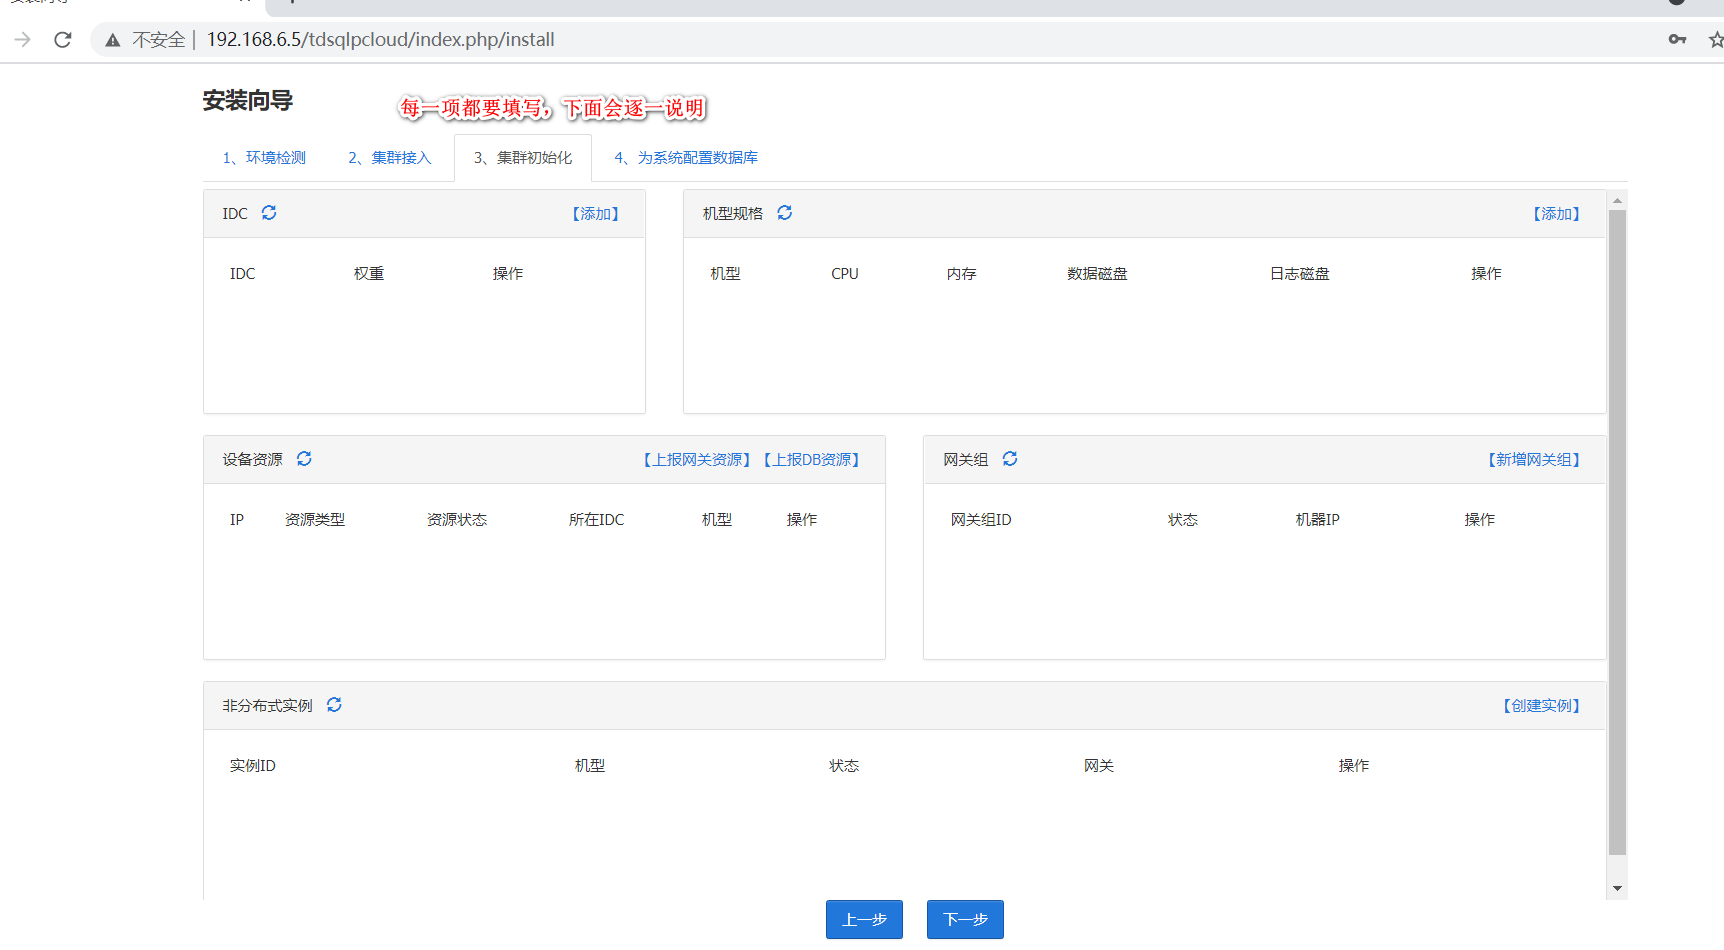 不安全 | 192.168.6.5/tdsqlpcloud/index.php/install
安装向导
每一项都要填写，下面会逐一说明
1、环境检测 2、集群接入 3、集群初始化 4、为系统配置数据库
IDC 【添加】 机型规格 【添加】
IDC 权重 操作 机型 CPU 内存 数据磁盘 日志磁盘 操作
设备资源 【上报网关资源】【上报DB资源】 网关组 【新增网关组】
IP 资源类型 资源状态 所在IDC 机型 操作 网关组ID 状态 机器IP 操作
非分布式实例 【创建实例】
实例ID 机型 状态 网关 操作
上一步 下一步